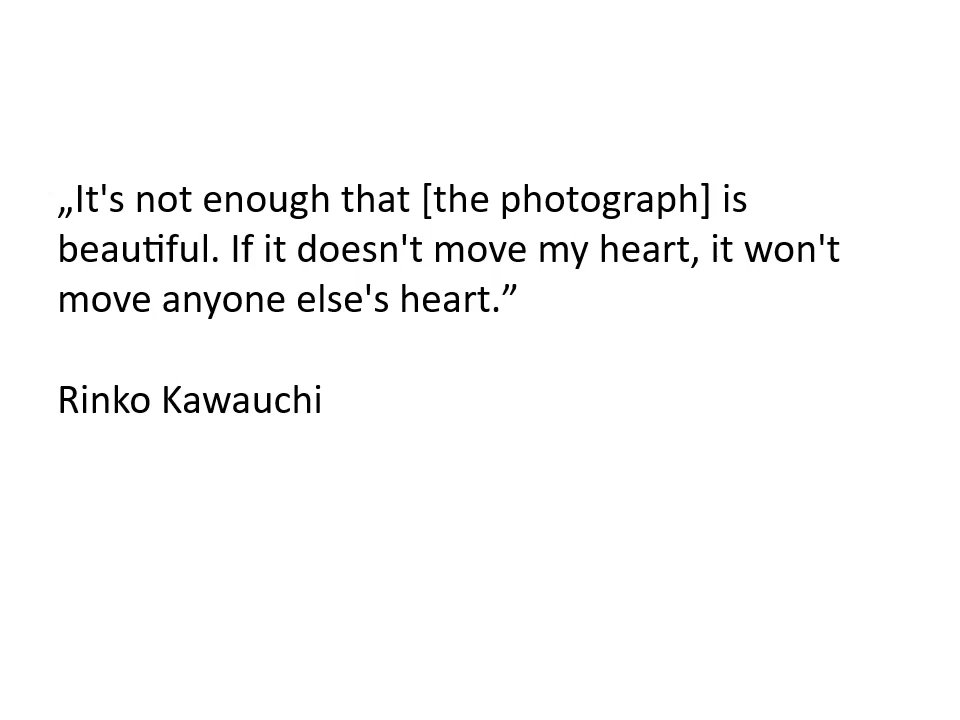 „It's not enough that [the photograph] is
beautiful. If it doesn't move my heart, it won't
move anyone else's heart.”
Rinko Kawauchi